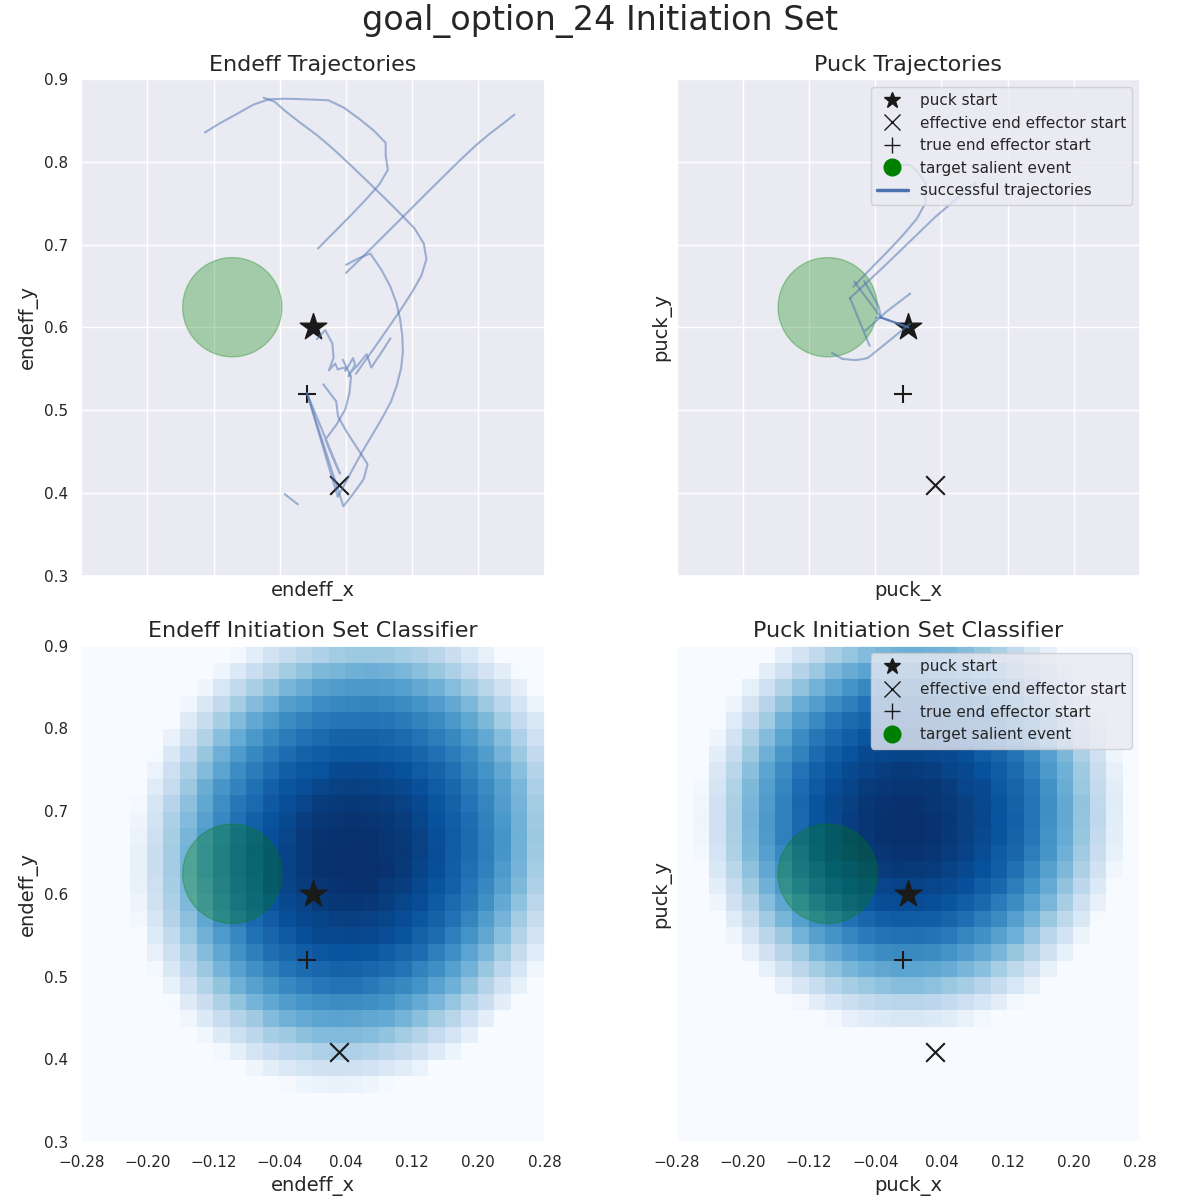 goal_option_24 Initiation Set
Endeff Trajectories
endeff_y
0.9
0.8
0.7
0.6
0.5
0.4
0.3
endeff_x
Puck Trajectories
puck start
effective end effector start
true end effector start
target salient event
successful trajectories
puck_y
puck_x
Endeff Initiation Set Classifier
endeff_y
0.9
0.8
0.7
0.6
0.5
0.4
0.3
−0.28 −0.20 −0.12 −0.04 0.04 0.12 0.20 0.28
endeff_x
Puck Initiation Set Classifier
puck start
effective end effector start
true end effector start
target salient event
puck_y
−0.28 −0.20 −0.12 −0.04 0.04 0.12 0.20 0.28
puck_x